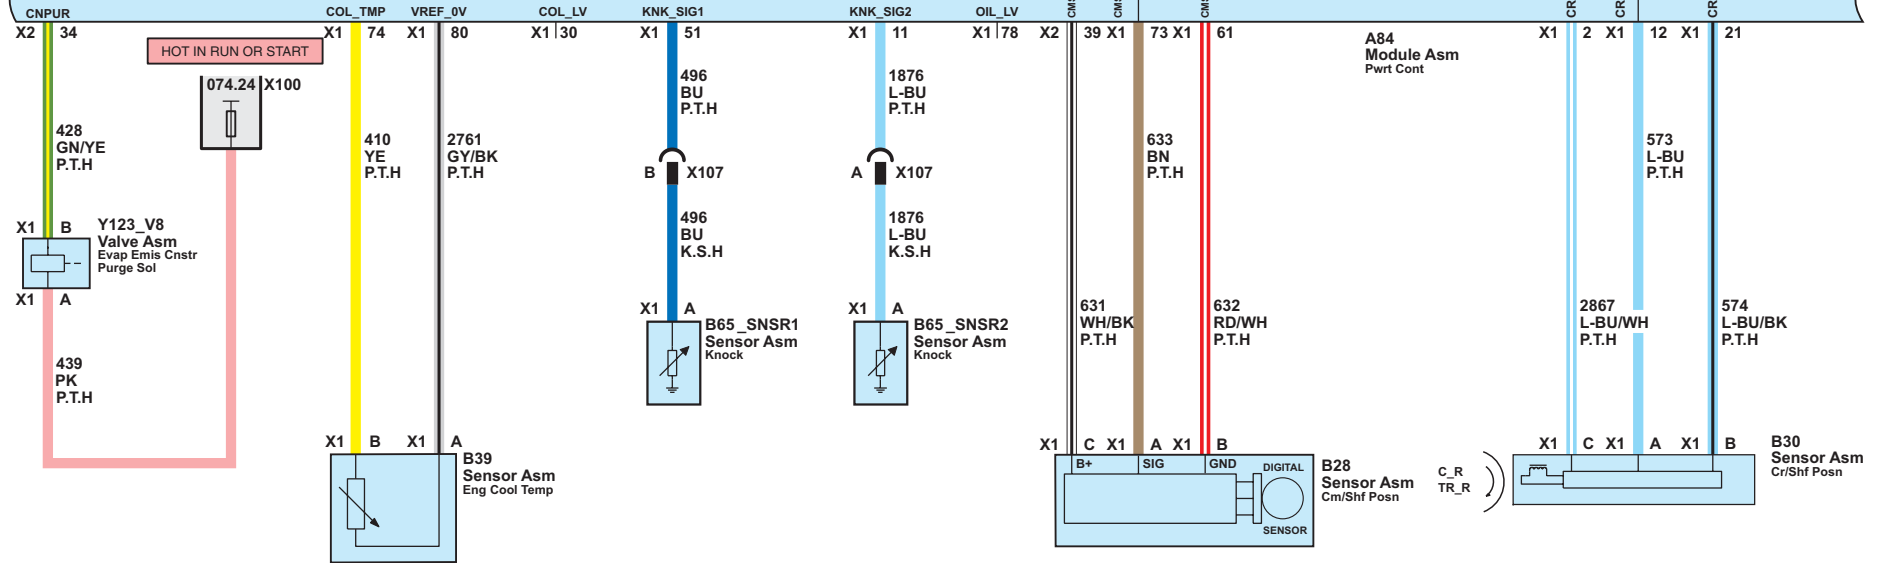 CNPUR COL_TMP VREF_0V COL_LV KNK_SIG1 KNK_SIG2 OIL_LV
X2 34 X1 74 X1 80 X1 30 X1 51 X1 11 X1 78 X2 39 X1 73 X1 61 X1 2 X1 12 X1 21
A84
Module Asm
Pwrt Cont
HOT IN RUN OR START
074.24 X100
428
GN/YE
P.T.H
410
YE
P.T.H
2761
GY/BK
P.T.H
496
BU
P.T.H
1876
L-BU
P.T.H
633
BN
P.T.H
573
L-BU
P.T.H
B X107
A X107
496
BU
K.S.H
1876
L-BU
K.S.H
X1 B
Y123_V8
Valve Asm
Evap Emis Cnstr
Purge Sol
X1 A
439
PK
P.T.H
X1 A
B65_SNSR1
Sensor Asm
Knock
X1 A
B65_SNSR2
Sensor Asm
Knock
631
WH/BK
P.T.H
632
RD/WH
P.T.H
2867
L-BU/WH
P.T.H
574
L-BU/BK
P.T.H
X1 B X1 A
B39
Sensor Asm
Eng Cool Temp
X1 C X1 A X1 B
B+ SIG GND DIGITAL
SENSOR
B28
Sensor Asm
Cm/Shf Posn
C_R
TR_R
X1 C X1 A X1 B
B30
Sensor Asm
Cr/Shf Posn